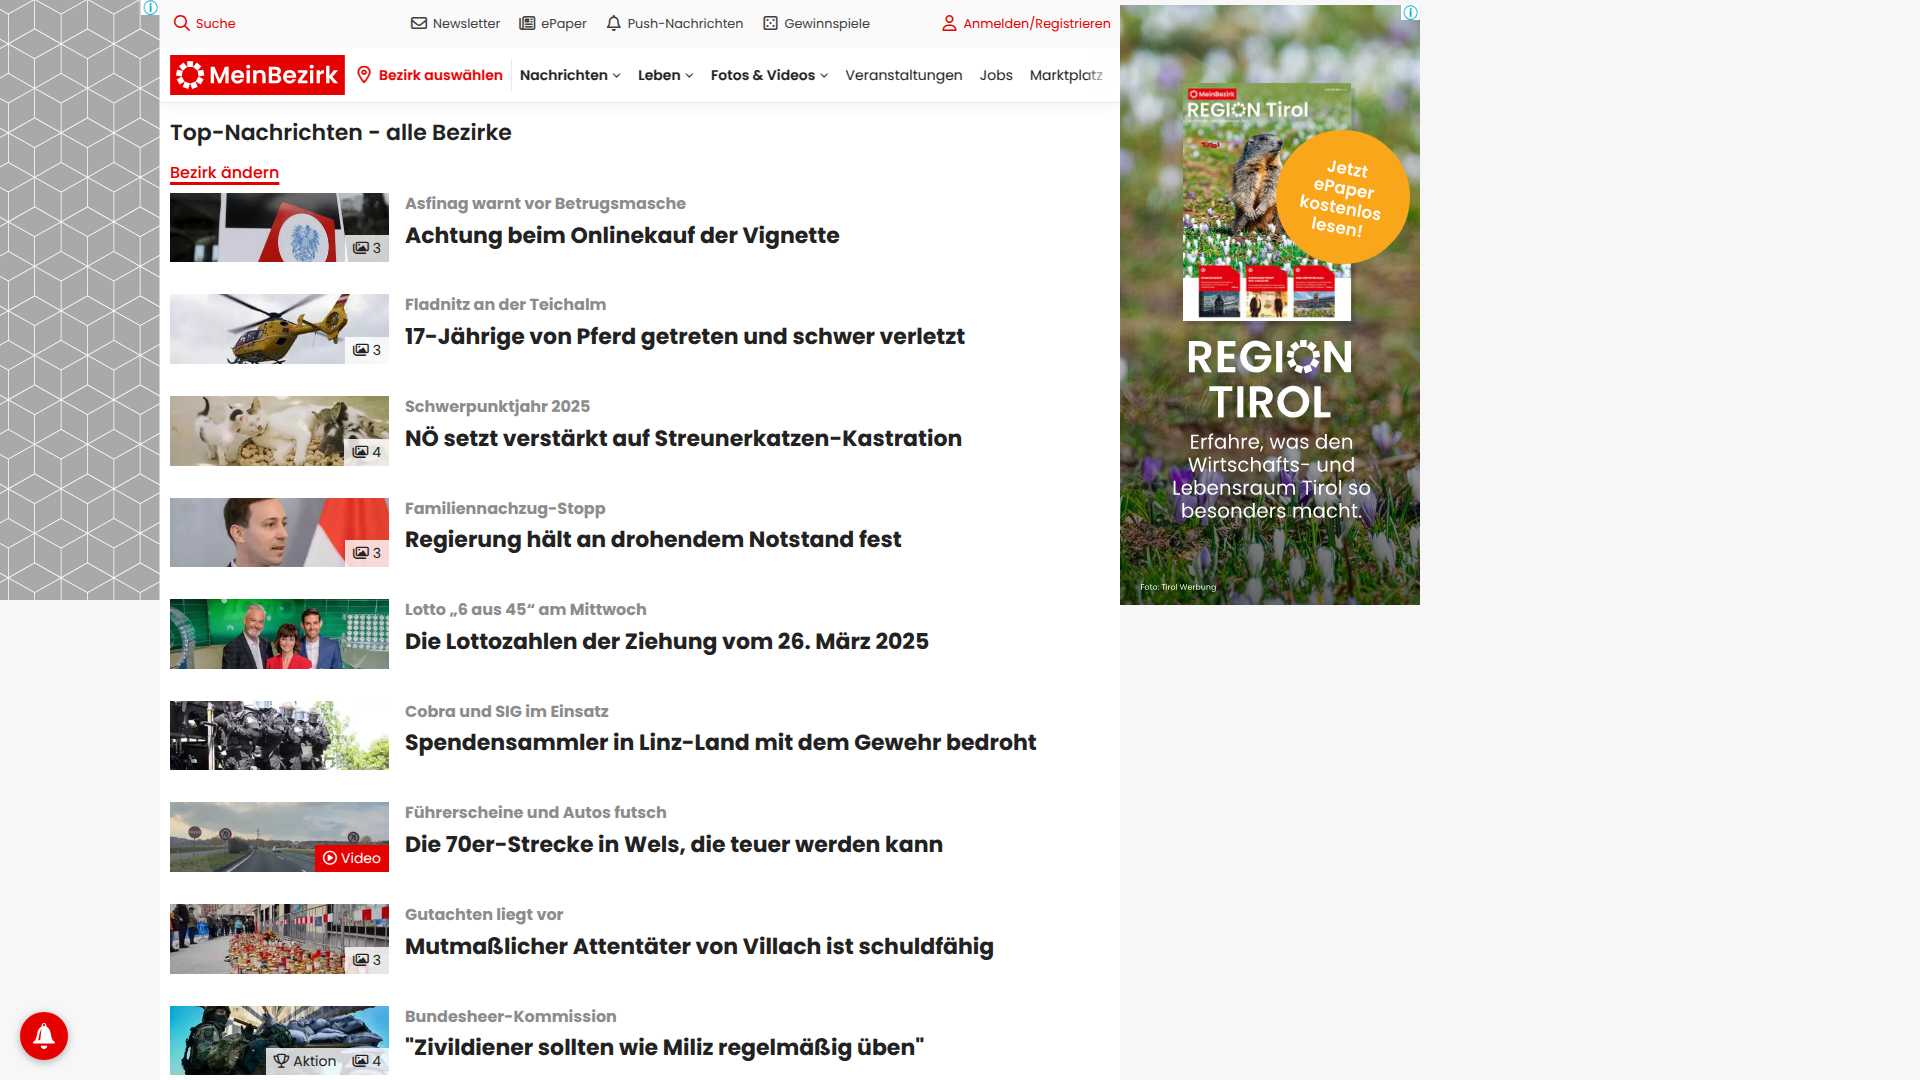 Suche
Newsletter
ePaper
Push-Nachrichten
Gewinnspiele
Anmelden/Registrieren
MeinBezirk
Bezirk auswählen
Nachrichten
Leben
Fotos & Videos
Veranstaltungen
Jobs
Marktplatz
Top-Nachrichten - alle Bezirke
Bezirk ändern
3
Asfinag warnt vor Betrugsmasche
Achtung beim Onlinekauf der Vignette
3
Fladnitz an der Teichalm
17-Jährige von Pferd getreten und schwer verletzt
4
Schwerpunktjahr 2025
NÖ setzt verstärkt auf Streunerkatzen-Kastration
3
Familiennachzug-Stopp
Regierung hält an drohendem Notstand fest
Lotto „6 aus 45“ am Mittwoch
Die Lottozahlen der Ziehung vom 26. März 2025
Cobra und SIG im Einsatz
Spendensammler in Linz-Land mit dem Gewehr bedroht
Video
Führerscheine und Autos futsch
Die 70er-Strecke in Wels, die teuer werden kann
3
Gutachten liegt vor
Mutmaßlicher Attentäter von Villach ist schuldfähig
Aktion
4
Bundesheer-Kommission
"Zivildiener sollten wie Miliz regelmäßig üben"
MeinBezirk
REGION Tirol
Jetzt
ePaper
kostenlos
lesen!
REGION
TIROL
Erfahre, was den
Wirtschafts- und
Lebensraum Tirol so
besonders macht.
Foto: Tirol Werbung